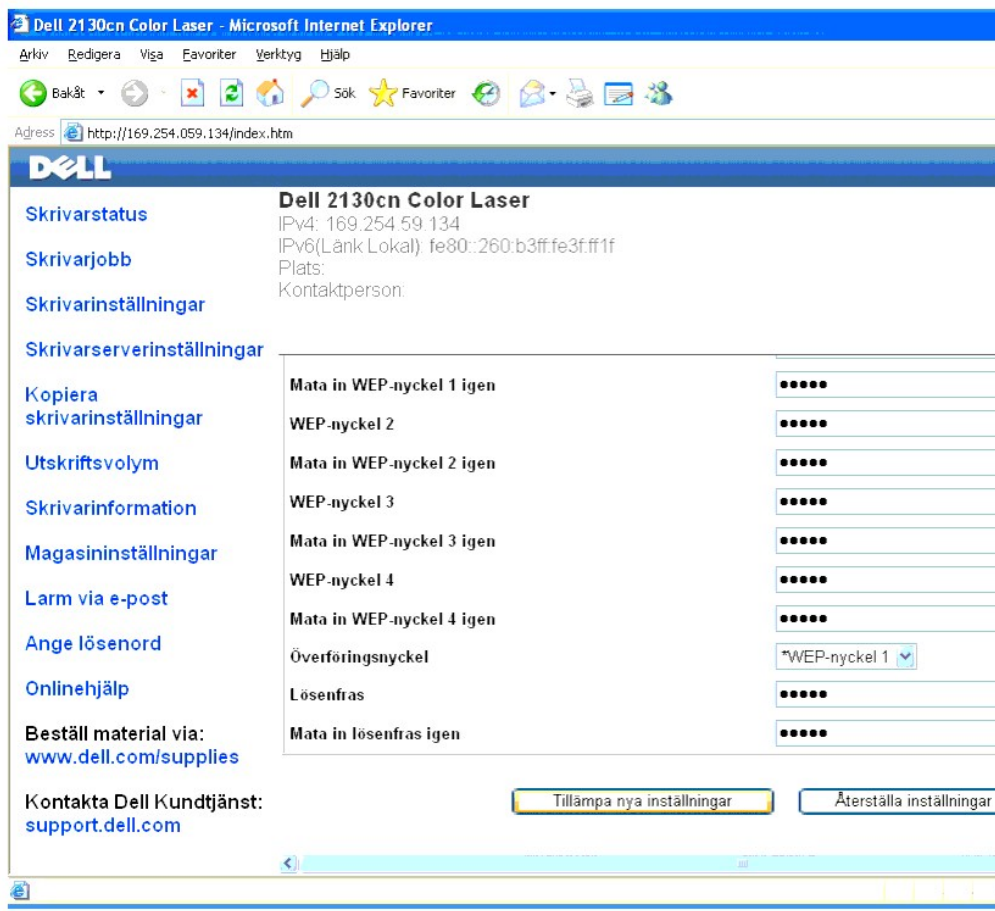 Dell 2130cn Color Laser - Microsoft Internet Explorer
Arkiv Redigera Visa Favoriter Verktyg Hjälp
Bakåt Sök Favoriter
Adress http://169.254.059.134/index.htm
DELL
Dell 2130cn Color Laser
IPv4: 169.254.59.134
IPv6(Länk Lokal): fe80::260:b3ff:fe3f:ff1f
Plats:
Kontaktperson:
Skrivarstatus
Skrivarjobb
Skrivarinställningar
Skrivarserverinställningar
Kopiera
skrivarinställningar
Utskriftsvolym
Skrivarinformation
Magasininställningar
Larm via e-post
Ange lösenord
Onlinehjälp
Beställ material via:
www.dell.com/supplies
Kontakta Dell Kundtjänst:
support.dell.com
Mata in WEP-nyckel 1 igen •••••
WEP-nyckel 2 •••••
Mata in WEP-nyckel 2 igen •••••
WEP-nyckel 3 •••••
Mata in WEP-nyckel 3 igen •••••
WEP-nyckel 4 •••••
Mata in WEP-nyckel 4 igen •••••
Överföringsnyckel *WEP-nyckel 1
Lösenfras •••••
Mata in lösenfras igen •••••
Tillämpa nya inställningar Återställa inställningar